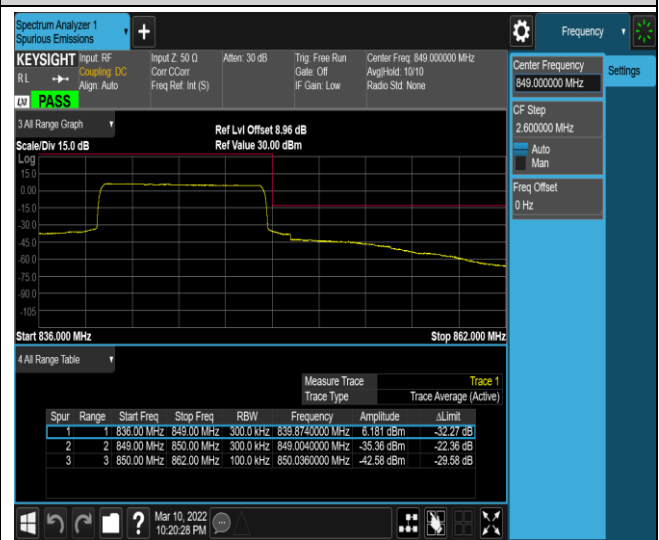 Spectrum Analyzer 1
Spurious Emissions
+
Frequency
KEYSIGHT
RL
Input: RF
Coupling: DC
Align: Auto
Input Z: 50 Ω
Corr CCorr
Freq Ref: Int (S)
Atten: 30 dB
Trig: Free Run
Gate: Off
IF Gain: Low
Center Freq: 849.000000 MHz
Avg|Hold: 10/10
Radio Std: None
PASS
Center Frequency
849.000000 MHz
Settings
CF Step
2.600000 MHz
Auto
Man
Freq Offset
0 Hz
3 All Range Graph
Scale/Div 15.0 dB
Ref Lvl Offset 8.96 dB
Ref Value 30.00 dBm
Log
15.0
0.00
-15.0
-30.0
-45.0
-60.0
-75.0
-90.0
-105
Start 836.000 MHz
Stop 862.000 MHz
4 All Range Table
Measure Trace Trace 1
Trace Type Trace Average (Active)
Spur Range Start Freq Stop Freq RBW Frequency Amplitude ΔLimit
1 1 836.00 MHz 849.00 MHz 300.0 kHz 839.8740000 MHz 6.181 dBm -32.27 dB
2 2 849.00 MHz 850.00 MHz 300.0 kHz 849.0040000 MHz -35.36 dBm -22.36 dB
3 3 850.00 MHz 862.00 MHz 100.0 kHz 850.0360000 MHz -42.58 dBm -29.58 dB
?
Mar 10, 2022
10:20:28 PM